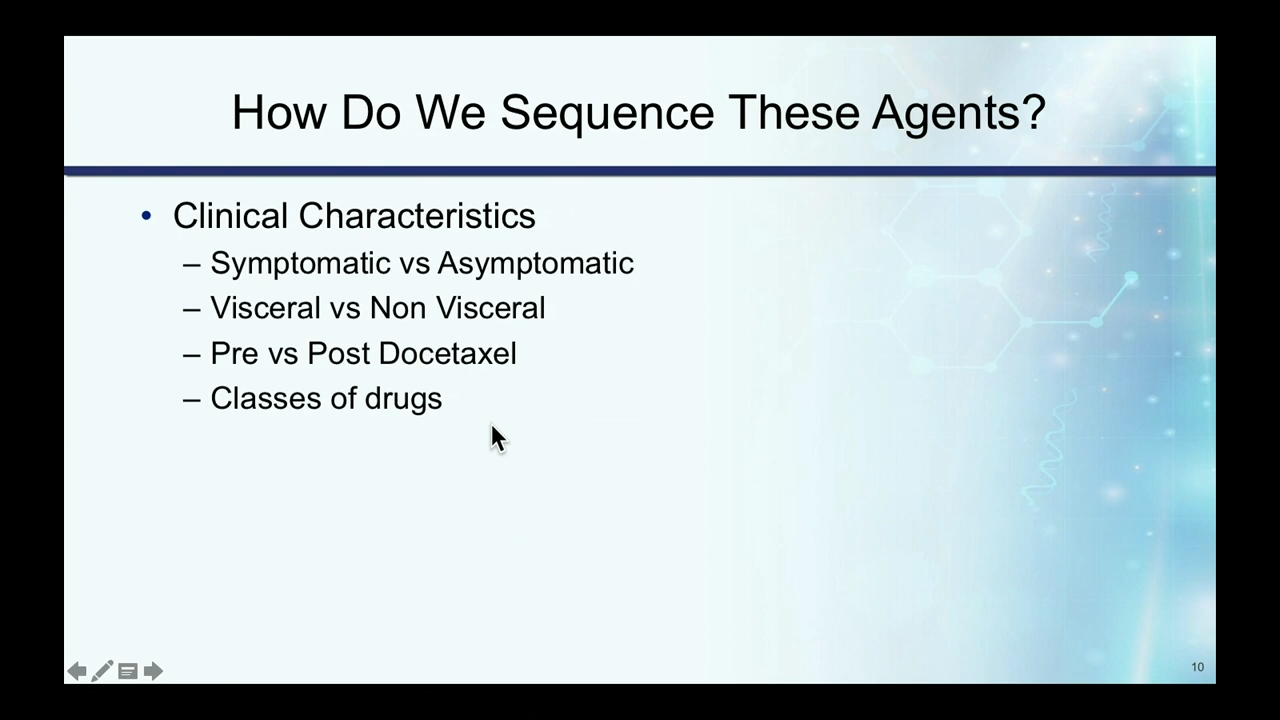 How Do We Sequence These Agents?
• Clinical Characteristics
– Symptomatic vs Asymptomatic
– Visceral vs Non Visceral
– Pre vs Post Docetaxel
– Classes of drugs
10